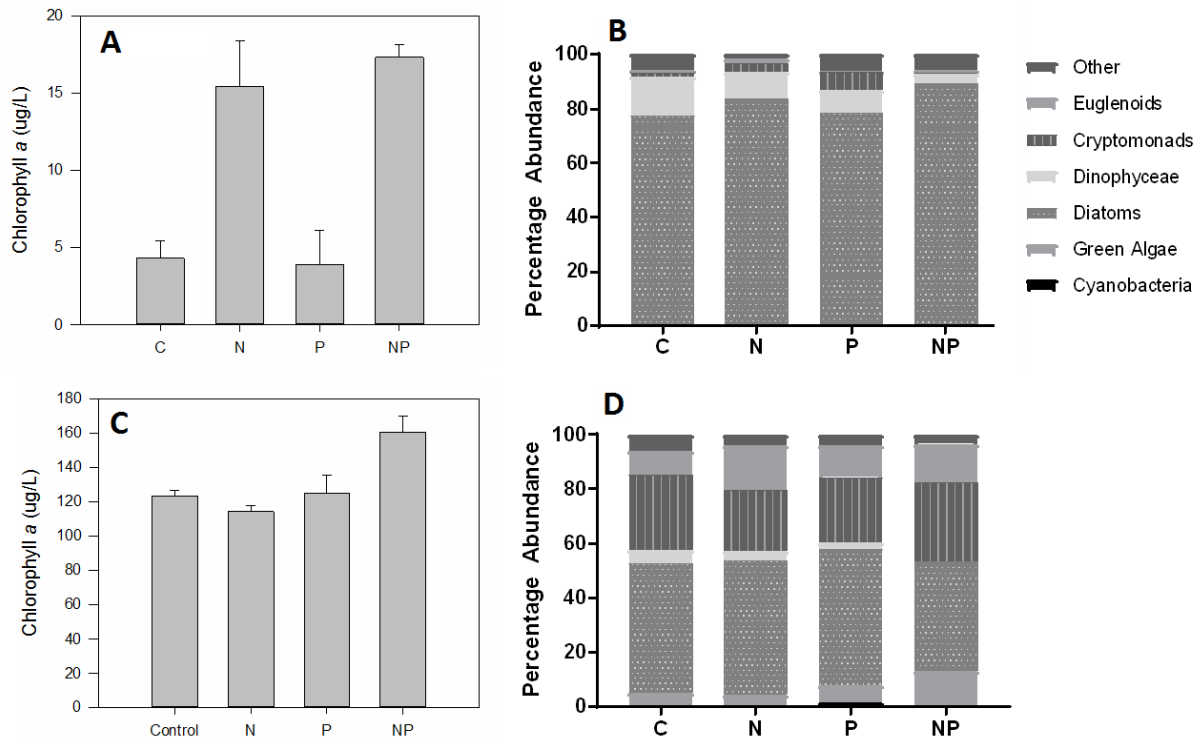 A
Chlorophyll a (ug/L)
20
15
10
5
0
C N P NP
B
Percentage Abundance
100
80
60
40
20
0
C N P NP
Other
Euglenoids
Cryptomonads
Dinophyceae
Diatoms
Green Algae
Cyanobacteria
C
Chlorophyll a (ug/L)
180
160
140
120
100
80
60
40
20
0
Control N P NP
D
Percentage Abundance
100
80
60
40
20
0
C N P NP